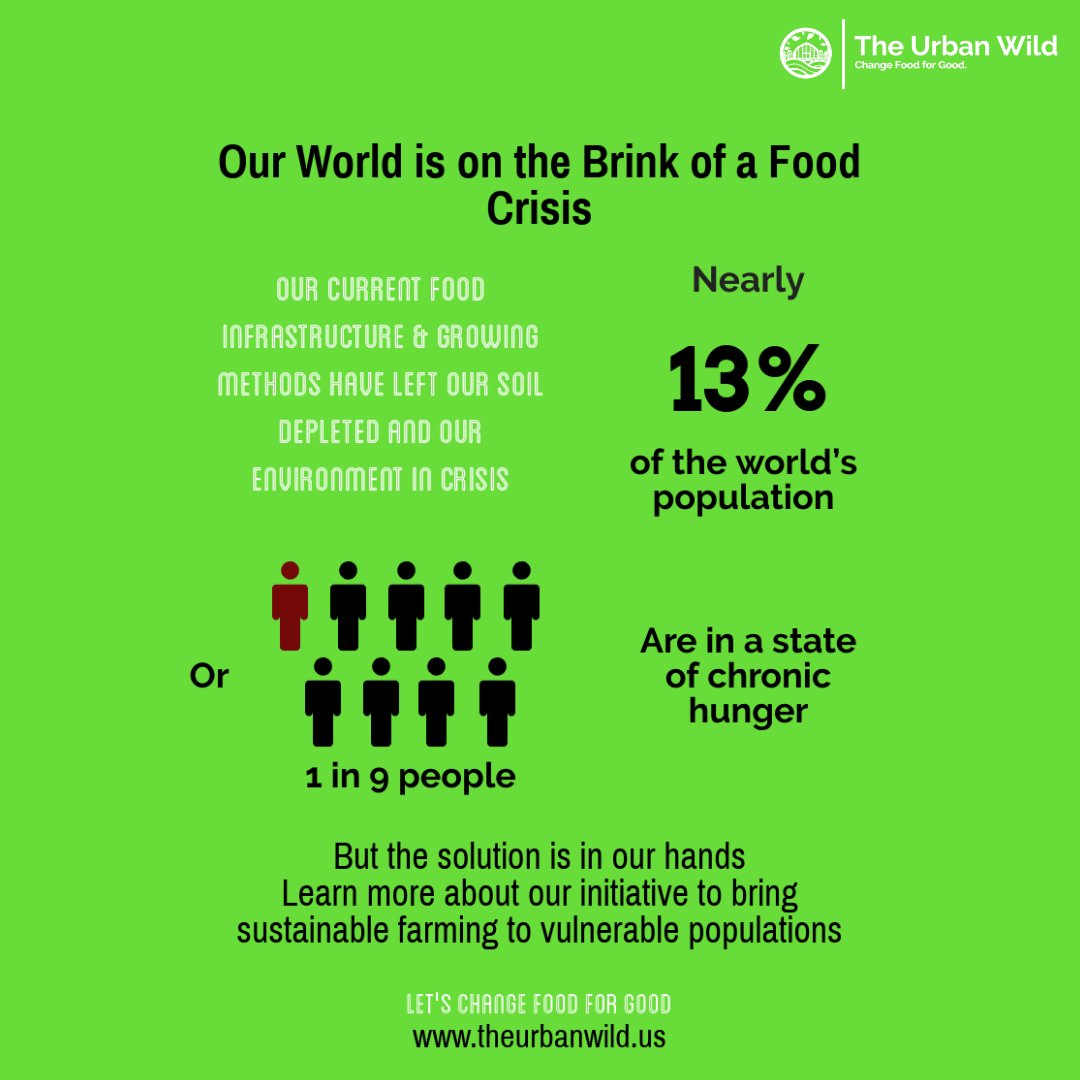 The Urban Wild
Change Food for Good.
Our World is on the Brink of a Food
Crisis
OUR CURRENT FOOD
INFRASTRUCTURE & GROWING
METHODS HAVE LEFT OUR SOIL
DEPLETED AND OUR
ENVIRONMENT IN CRISIS
Nearly
13%
of the world's
population
Or
1 in 9 people
Are in a state
of chronic
hunger
But the solution is in our hands
Learn more about our initiative to bring
sustainable farming to vulnerable populations
LET'S CHANGE FOOD FOR GOOD
www.theurbanwild.us